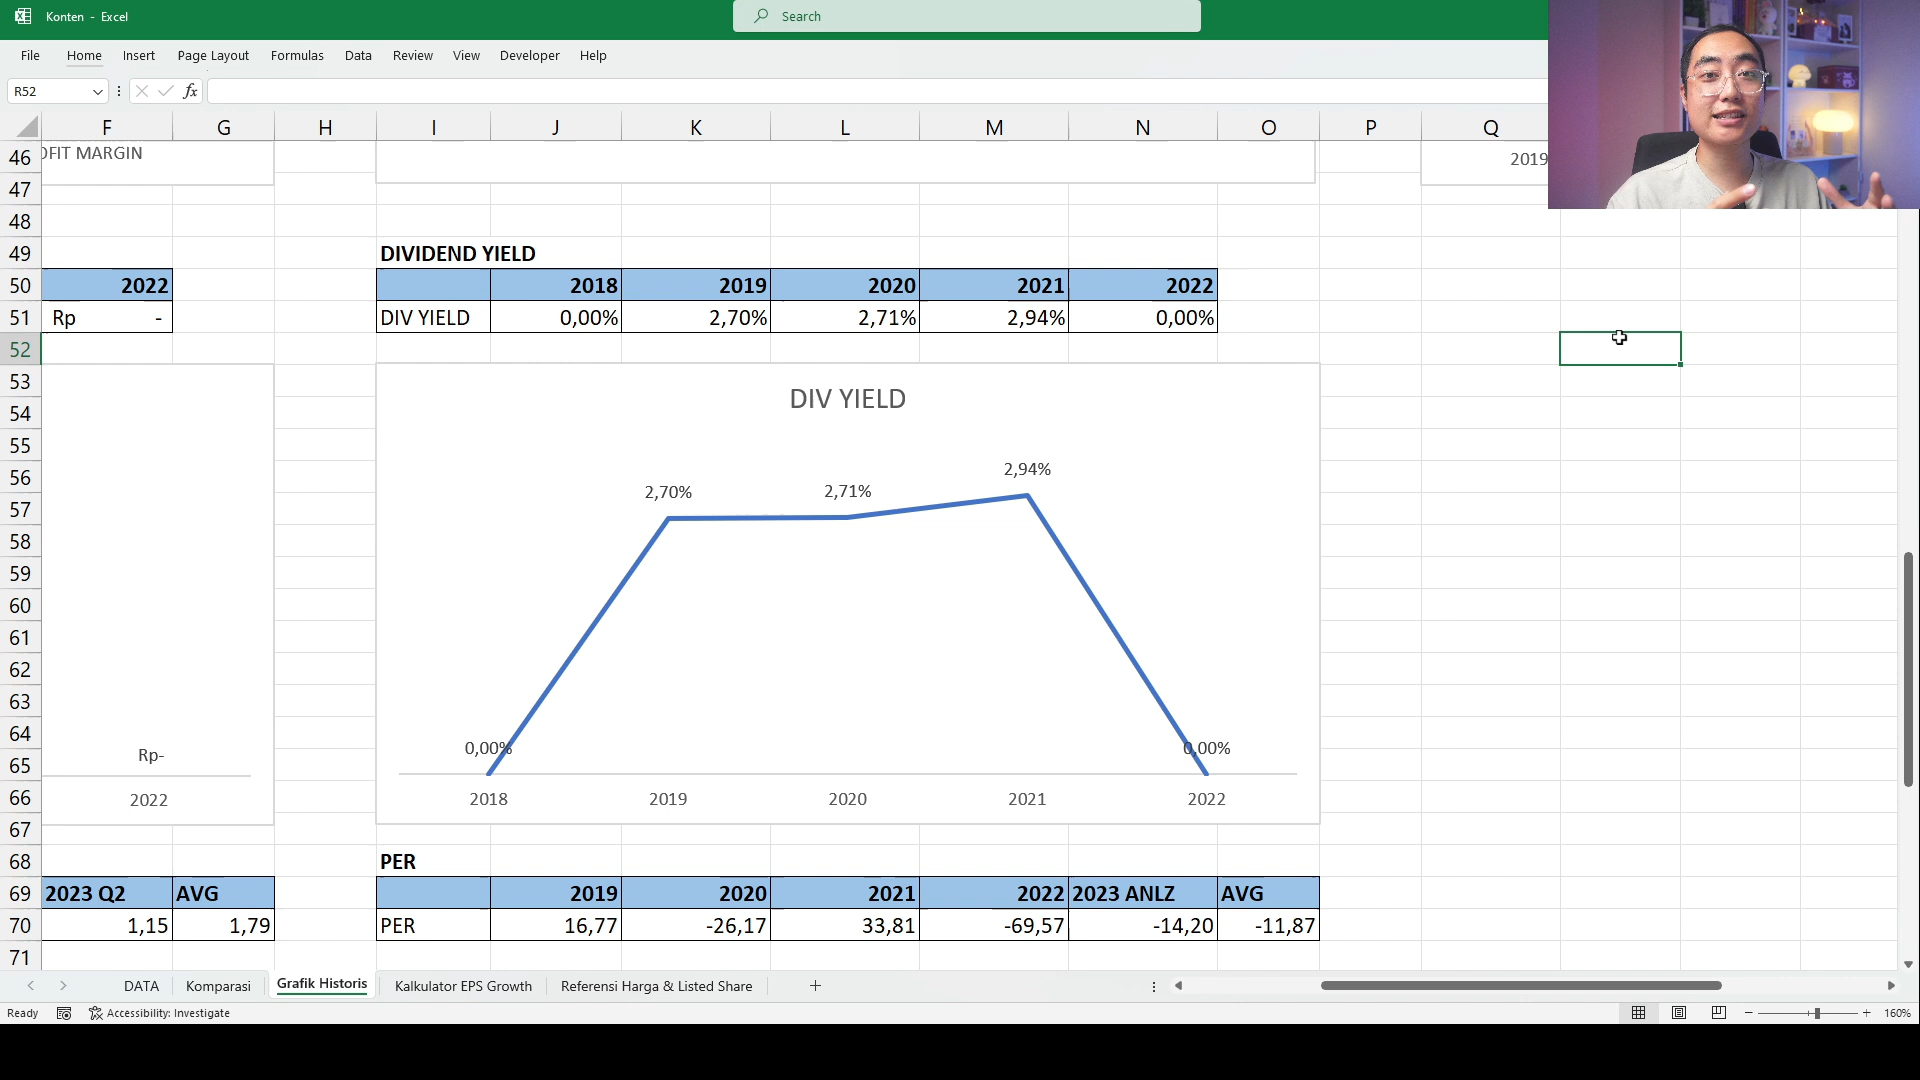 Konten - Excel
Search
File Home Insert Page Layout Formulas Data Review View Developer Help
R52
fx
F G H I J K L M N O P Q
46 OFIT MARGIN 2019
47
48
49 DIVIDEND YIELD
50 2022 2018 2019 2020 2021 2022
51 Rp - DIV YIELD 0,00% 2,70% 2,71% 2,94% 0,00%
52
53
DIV YIELD
54
55
56 2,94%
57 2,70% 2,71%
58
59
60
61
62
63
64
65 Rp- 0,00% 0,00%
66 2022 2018 2019 2020 2021 2022
67
68 PER
69 2023 Q2 AVG 2019 2020 2021 2022 2023 ANLZ AVG
70 1,15 1,79 PER 16,77 -26,17 33,81 -69,57 -14,20 -11,87
71
DATA Komparasi Grafik Historis Kalkulator EPS Growth Referensi Harga & Listed Share
Ready Accessibility: Investigate 160%